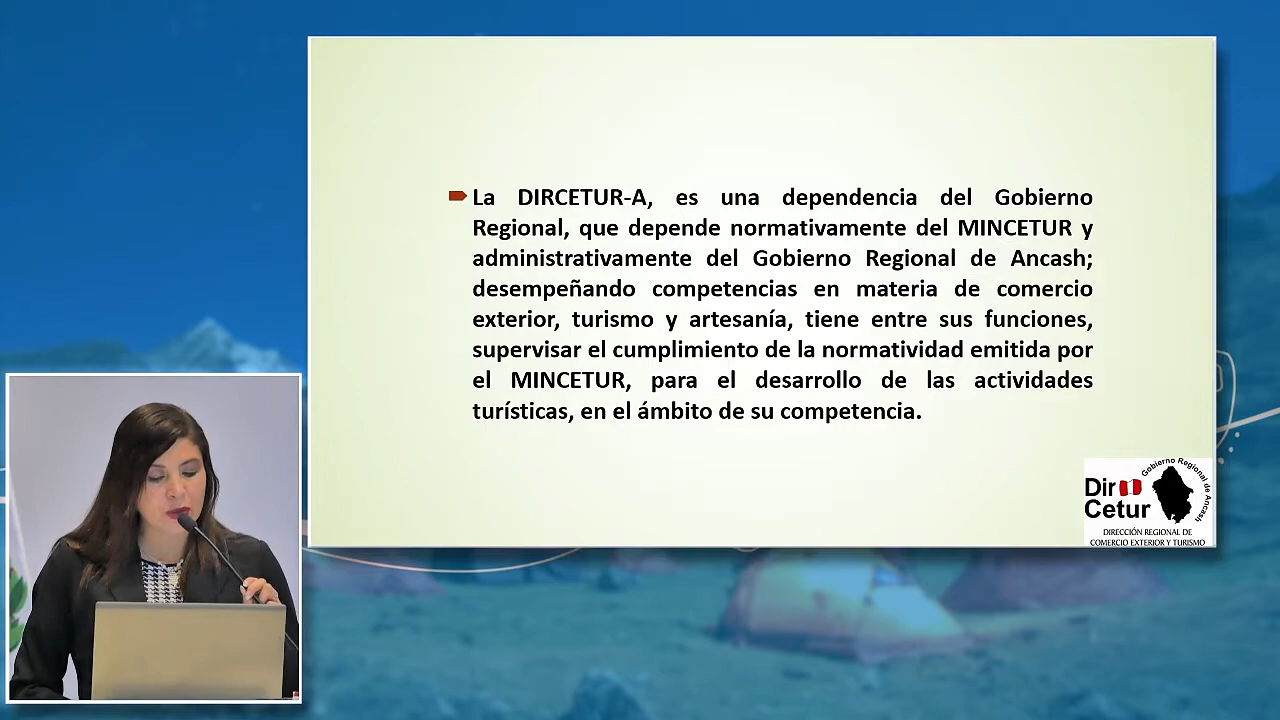 La DIRCETUR-A, es una dependencia del Gobierno
Regional, que depende normativamente del MINCETUR y
administrativamente del Gobierno Regional de Ancash;
desempeñando competencias en materia de comercio
exterior, turismo y artesanía, tiene entre sus funciones,
supervisar el cumplimiento de la normatividad emitida por
el MINCETUR, para el desarrollo de las actividades
turísticas, en el ámbito de su competencia.
Dir
Cetur
Gobierno Regional de Ancash
DIRECCIÓN REGIONAL DE
COMERCIO EXTERIOR Y TURISMO